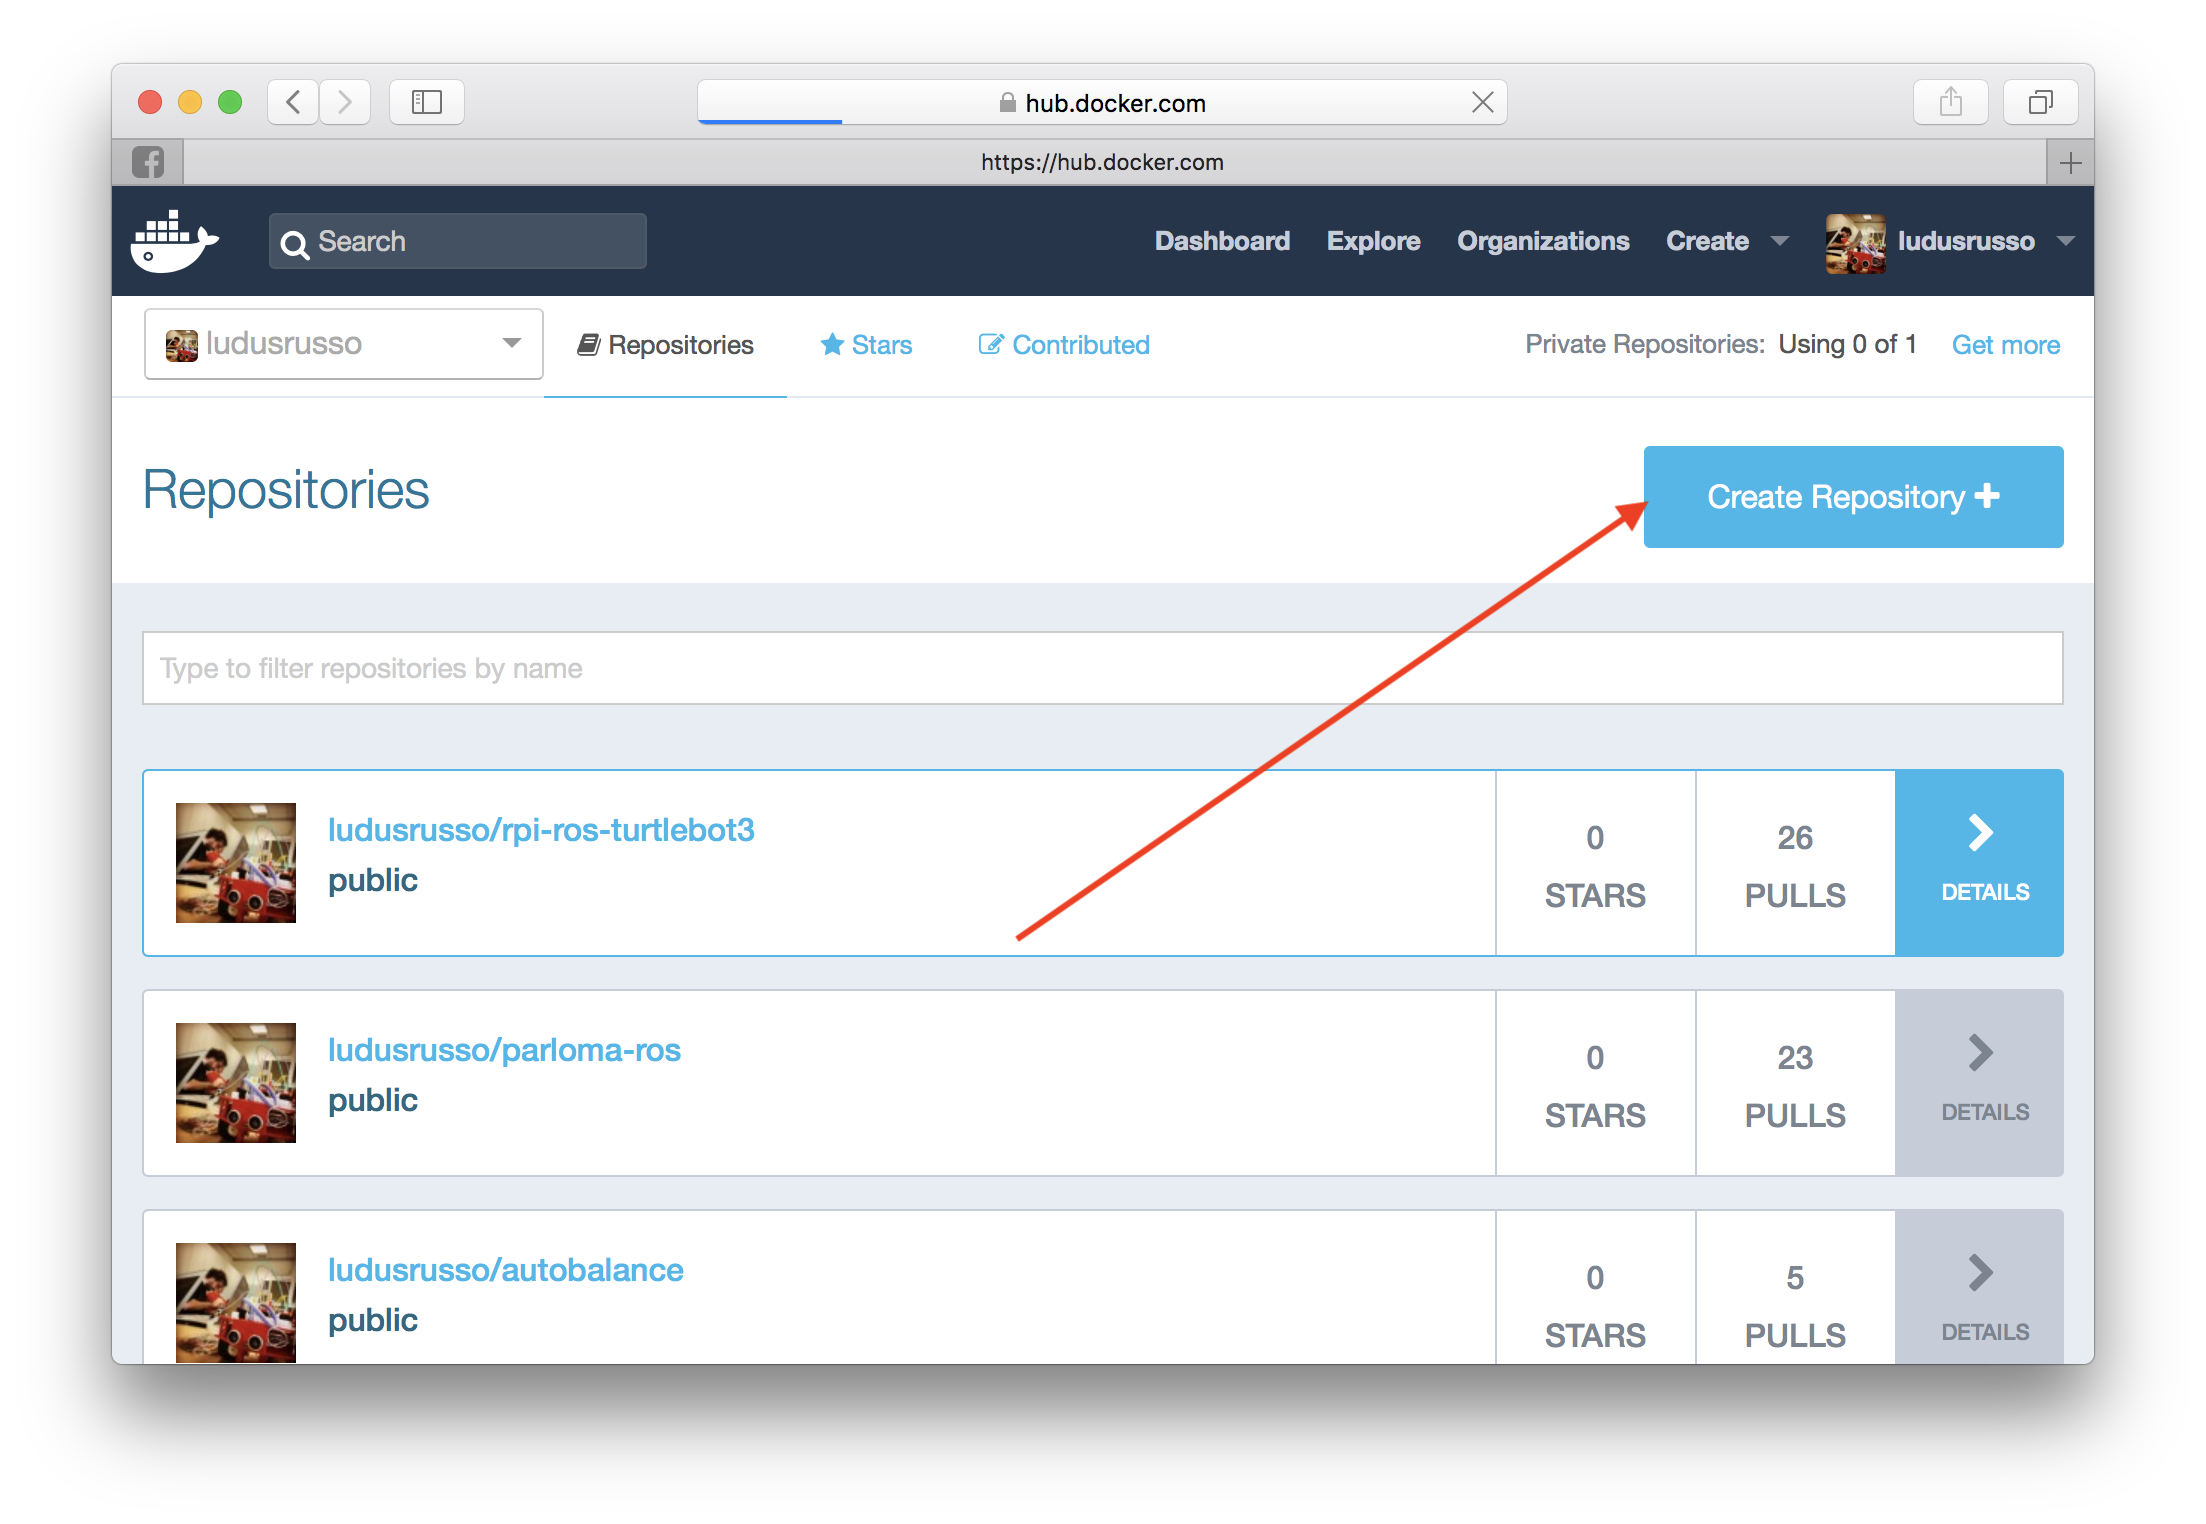 hub.docker.com
https://hub.docker.com
Search Dashboard Explore Organizations Create ludusrusso
ludusrusso Repositories Stars Contributed Private Repositories: Using 0 of 1 Get more
Repositories Create Repository
Type to filter repositories by name
ludusrusso/rpi-ros-turtlebot3
public
0
STARS
26
PULLS
DETAILS
ludusrusso/parloma-ros
public
0
STARS
23
PULLS
DETAILS
ludusrusso/autobalance
public
0
STARS
5
PULLS
DETAILS